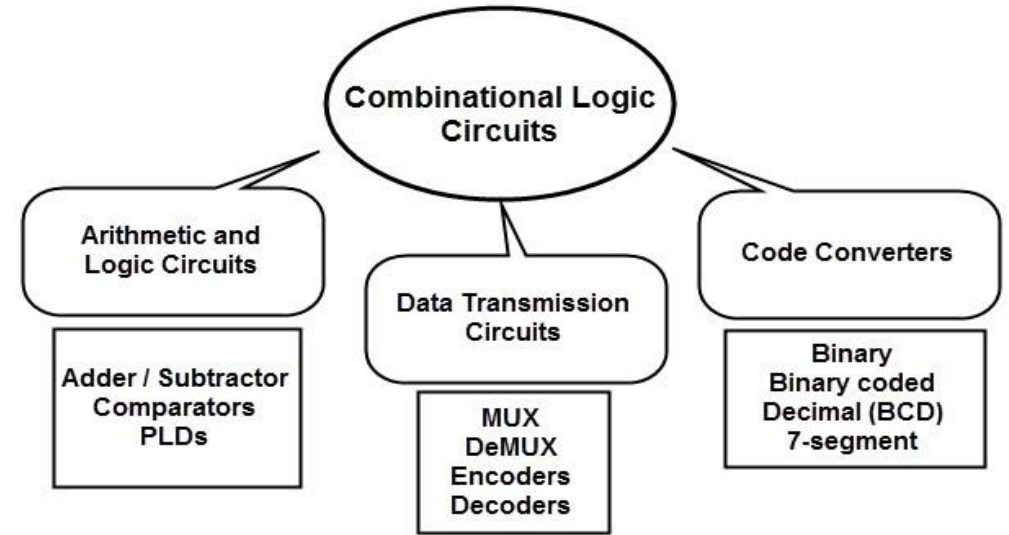 Combinational Logic
Circuits
Arithmetic and
Logic Circuits
Adder / Subtractor
Comparators
PLDs
Data Transmission
Circuits
MUX
DeMUX
Encoders
Decoders
Code Converters
Binary
Binary coded
Decimal (BCD)
7-segment